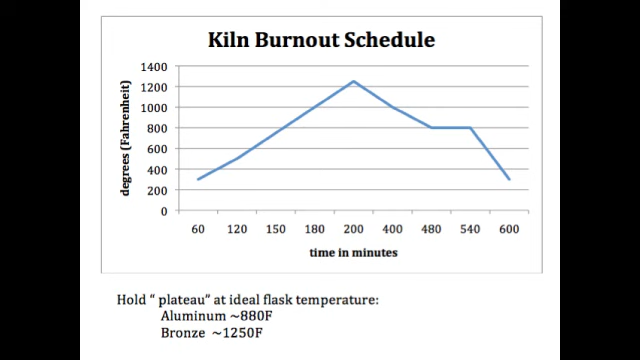 Kiln Burnout Schedule
1400
1200
1000
800
600
400
200
0
degrees (Fahrenheit)
60 120 150 180 200 400 480 540 600
time in minutes
Hold “ plateau” at ideal flask temperature:
Aluminum ~880F
Bronze ~1250F